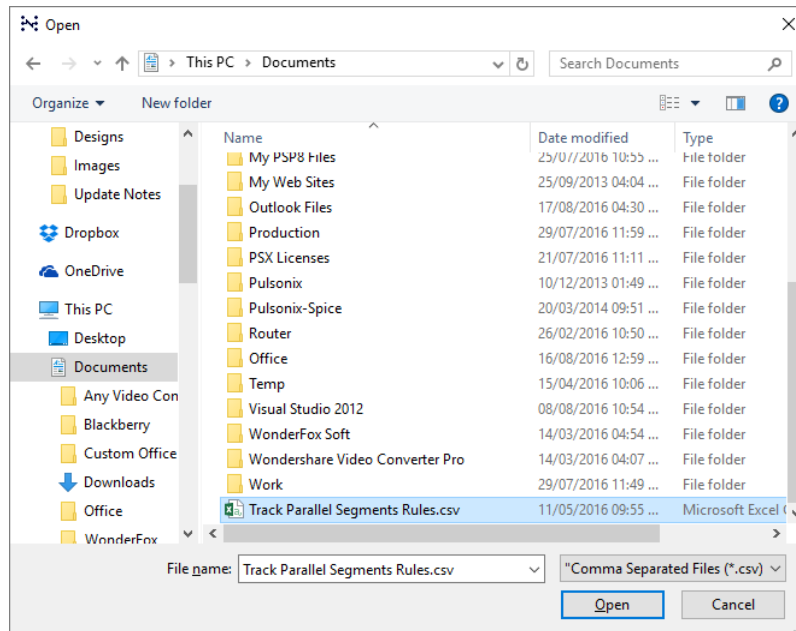 Open
This PC > Documents
Search Documents
Organize
New folder
Designs
Images
Update Notes
Dropbox
OneDrive
This PC
Desktop
Documents
Any Video Con
Blackberry
Custom Office
Downloads
Office
WonderFox
Name Date modified Type
My PSP8 Files 25/07/2016 10:55 ... File folder
My Web Sites 25/09/2013 04:04 ... File folder
Outlook Files 17/08/2016 04:30 ... File folder
Production 29/07/2016 11:59 ... File folder
PSX Licenses 21/07/2016 11:11 ... File folder
Pulsonix 10/12/2013 01:49 ... File folder
Pulsonix-Spice 20/03/2014 09:51 ... File folder
Router 26/02/2016 10:50 ... File folder
Office 16/08/2016 12:59 ... File folder
Temp 15/04/2016 10:06 ... File folder
Visual Studio 2012 08/08/2016 10:54 ... File folder
WonderFox Soft 14/03/2016 04:54 ... File folder
Wondershare Video Converter Pro 14/03/2016 04:07 ... File folder
Work 29/07/2016 11:49 ... File folder
Track Parallel Segments Rules.csv 11/05/2016 09:55 ... Microsoft Excel C
File name: Track Parallel Segments Rules.csv "Comma Separated Files (*.csv)
Open Cancel